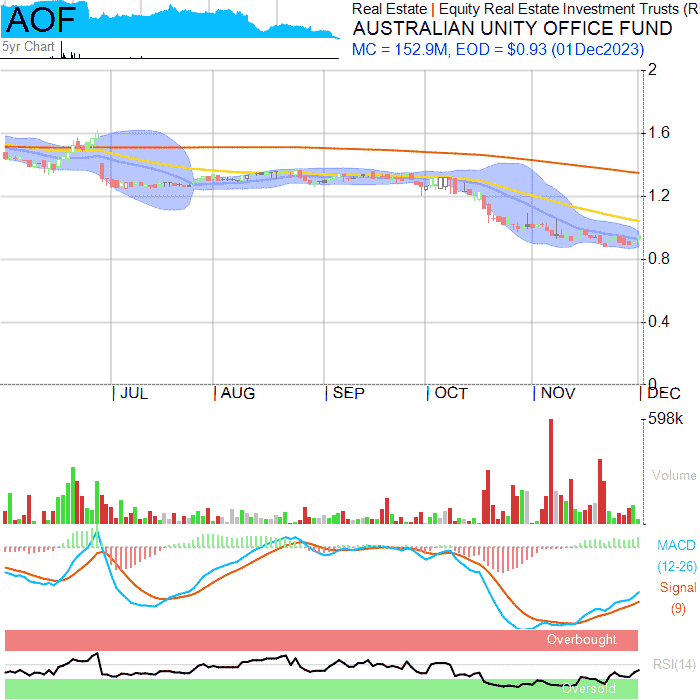 AOF
5yr Chart
Real Estate | Equity Real Estate Investment Trusts (R
AUSTRALIAN UNITY OFFICE FUND
MC = 152.9M, EOD = $0.93 (01Dec2023)
2
1.6
1.2
0.8
0.4
0
JUL AUG SEP OCT NOV DEC
598k
Volume
MACD
(12-26)
Signal
(9)
Overbought
RSI(14)
Oversold